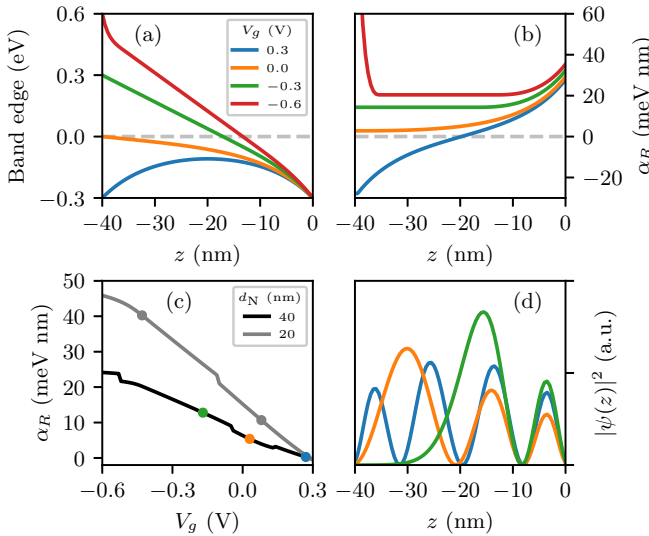 (a)
V_g (V)
0.3
0.0
−0.3
−0.6
0.6
0.3
0.0
−0.3
Band edge (eV)
−40 −30 −20 −10 0
z (nm)
(b)
60
40
20
0
−20
α_R (meV nm)
−40 −30 −20 −10 0
z (nm)
(c)
d_N (nm)
40
20
50
40
30
20
10
0
α_R (meV nm)
−0.6 −0.3 0.0 0.3
V_g (V)
(d)
|ψ(z)|² (a.u.)
−40 −30 −20 −10 0
z (nm)